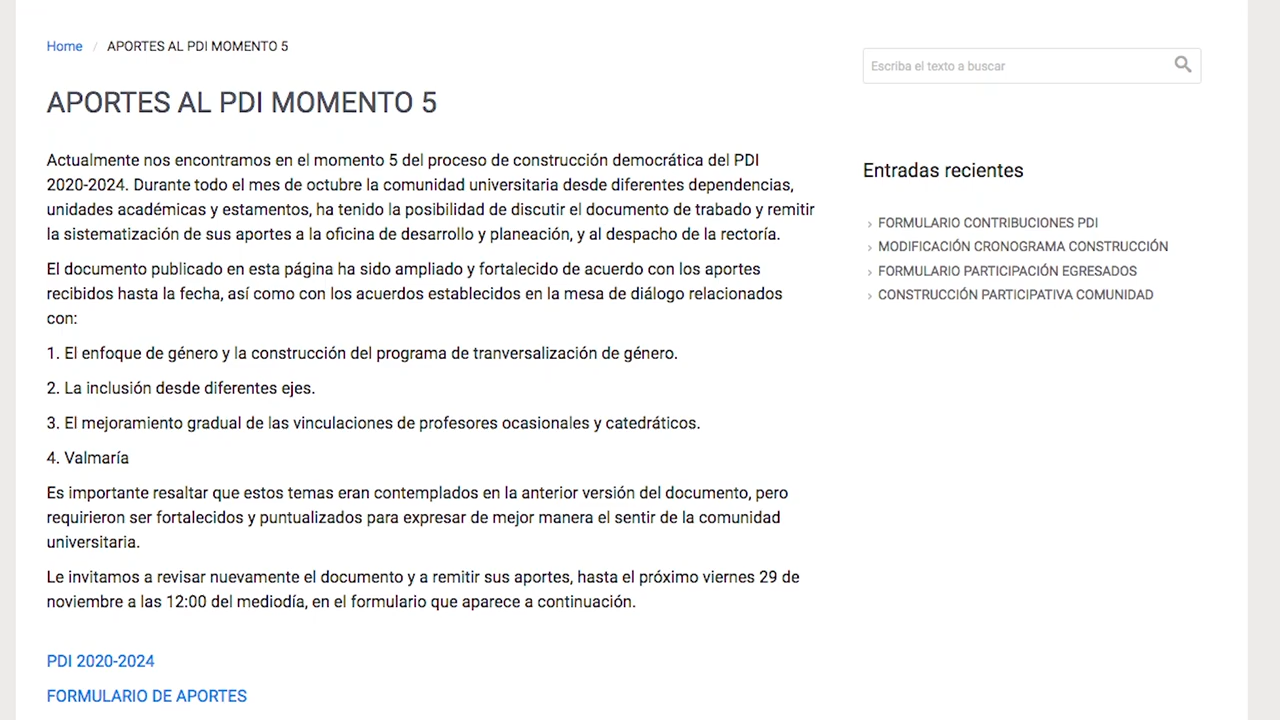 Home / APORTES AL PDI MOMENTO 5
APORTES AL PDI MOMENTO 5
Actualmente nos encontramos en el momento 5 del proceso de construcción democrática del PDI
2020-2024. Durante todo el mes de octubre la comunidad universitaria desde diferentes dependencias,
unidades académicas y estamentos, ha tenido la posibilidad de discutir el documento de trabado y remitir
la sistematización de sus aportes a la oficina de desarrollo y planeación, y al despacho de la rectoría.
El documento publicado en esta página ha sido ampliado y fortalecido de acuerdo con los aportes
recibidos hasta la fecha, así como con los acuerdos establecidos en la mesa de diálogo relacionados
con:
1. El enfoque de género y la construcción del programa de tranversalización de género.
2. La inclusión desde diferentes ejes.
3. El mejoramiento gradual de las vinculaciones de profesores ocasionales y catedráticos.
4. Valmaría
Es importante resaltar que estos temas eran contemplados en la anterior versión del documento, pero
requirieron ser fortalecidos y puntualizados para expresar de mejor manera el sentir de la comunidad
universitaria.
Le invitamos a revisar nuevamente el documento y a remitir sus aportes, hasta el próximo viernes 29 de
noviembre a las 12:00 del mediodía, en el formulario que aparece a continuación.
PDI 2020-2024
FORMULARIO DE APORTES
Escriba el texto a buscar
Entradas recientes
› FORMULARIO CONTRIBUCIONES PDI
› MODIFICACIÓN CRONOGRAMA CONSTRUCCIÓN
› FORMULARIO PARTICIPACIÓN EGRESADOS
› CONSTRUCCIÓN PARTICIPATIVA COMUNIDAD